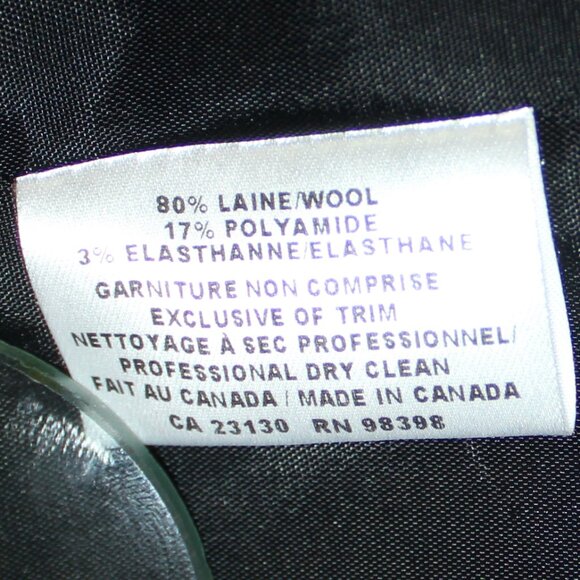 80% LAINE/WOOL
17% POLYAMIDE
3% ELASTHANNE/ELASTHANE
GARNITURE NON COMPRISE
EXCLUSIVE OF TRIM
NETTOYAGE À SEC PROFESSIONNEL/
PROFESSIONAL DRY CLEAN
FAIT AU CANADA / MADE IN CANADA
CA 23130 RN 98398